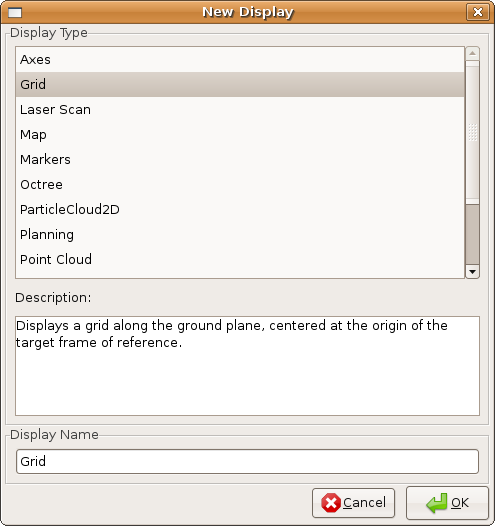 New Display
Display Type
Axes
Grid
Laser Scan
Map
Markers
Octree
ParticleCloud2D
Planning
Point Cloud
Description:
Displays a grid along the ground plane, centered at the origin of the
target frame of reference.
Display Name
Grid
Cancel
OK